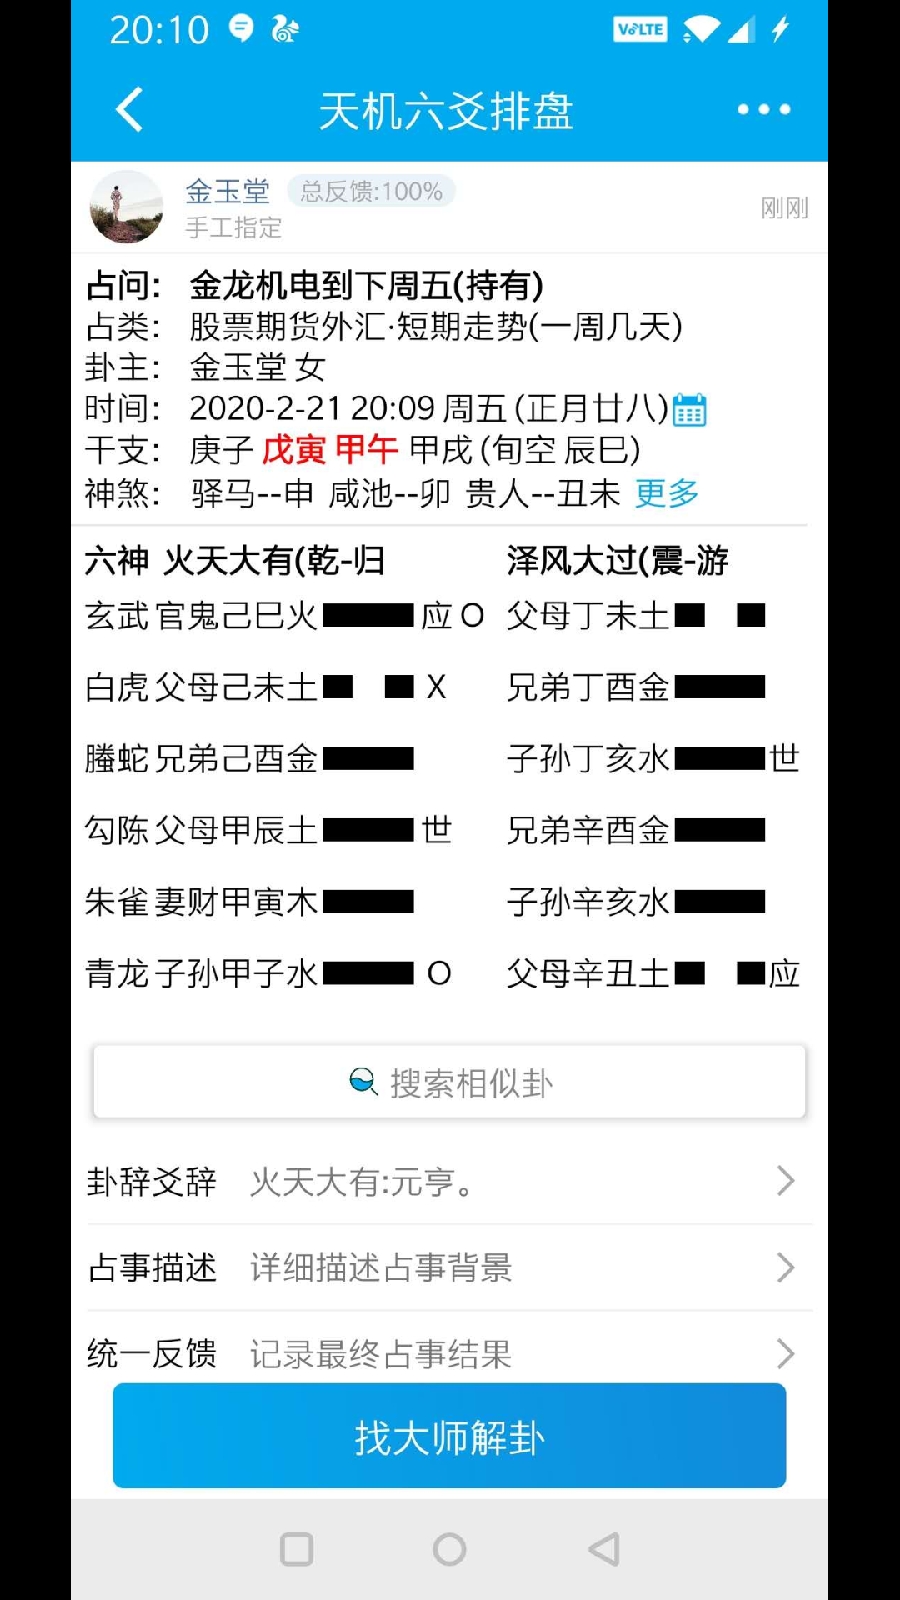 20:10 VoLTE
天机六爻排盘
金玉堂 总反馈:100%
手工指定 刚刚
占问: 金龙机电到下周五(持有)
占类: 股票期货外汇·短期走势(一周几天)
卦主: 金玉堂 女
时间: 2020-2-21 20:09 周五 (正月廿八)
干支: 庚子 戊寅 甲午 甲戌 (旬空 辰巳)
神煞: 驿马--申 咸池--卯 贵人--丑未 更多
六神 火天大有(乾-归 泽风大过(震-游
玄武 官鬼己巳火 应 O 父母丁未土
白虎 父母己未土 X 兄弟丁酉金
螣蛇 兄弟己酉金 子孙丁亥水 世
勾陈 父母甲辰土 世 兄弟辛酉金
朱雀 妻财甲寅木 子孙辛亥水
青龙 子孙甲子水 O 父母辛丑土 应
搜索相似卦
卦辞爻辞 火天大有:元亨。
占事描述 详细描述占事背景
统一反馈 记录最终占事结果
找大师解卦